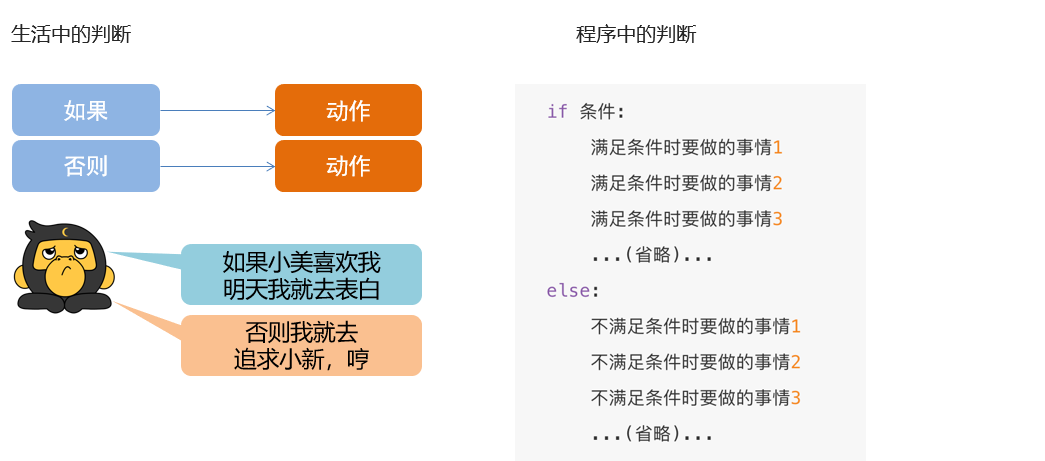 生活中的判断
如果
动作
否则
动作
如果小美喜欢我
明天我就去表白
否则我就去
追求小新，哼
程序中的判断
if 条件:
满足条件时要做的事情1
满足条件时要做的事情2
满足条件时要做的事情3
...(省略)...
else:
不满足条件时要做的事情1
不满足条件时要做的事情2
不满足条件时要做的事情3
...(省略)...